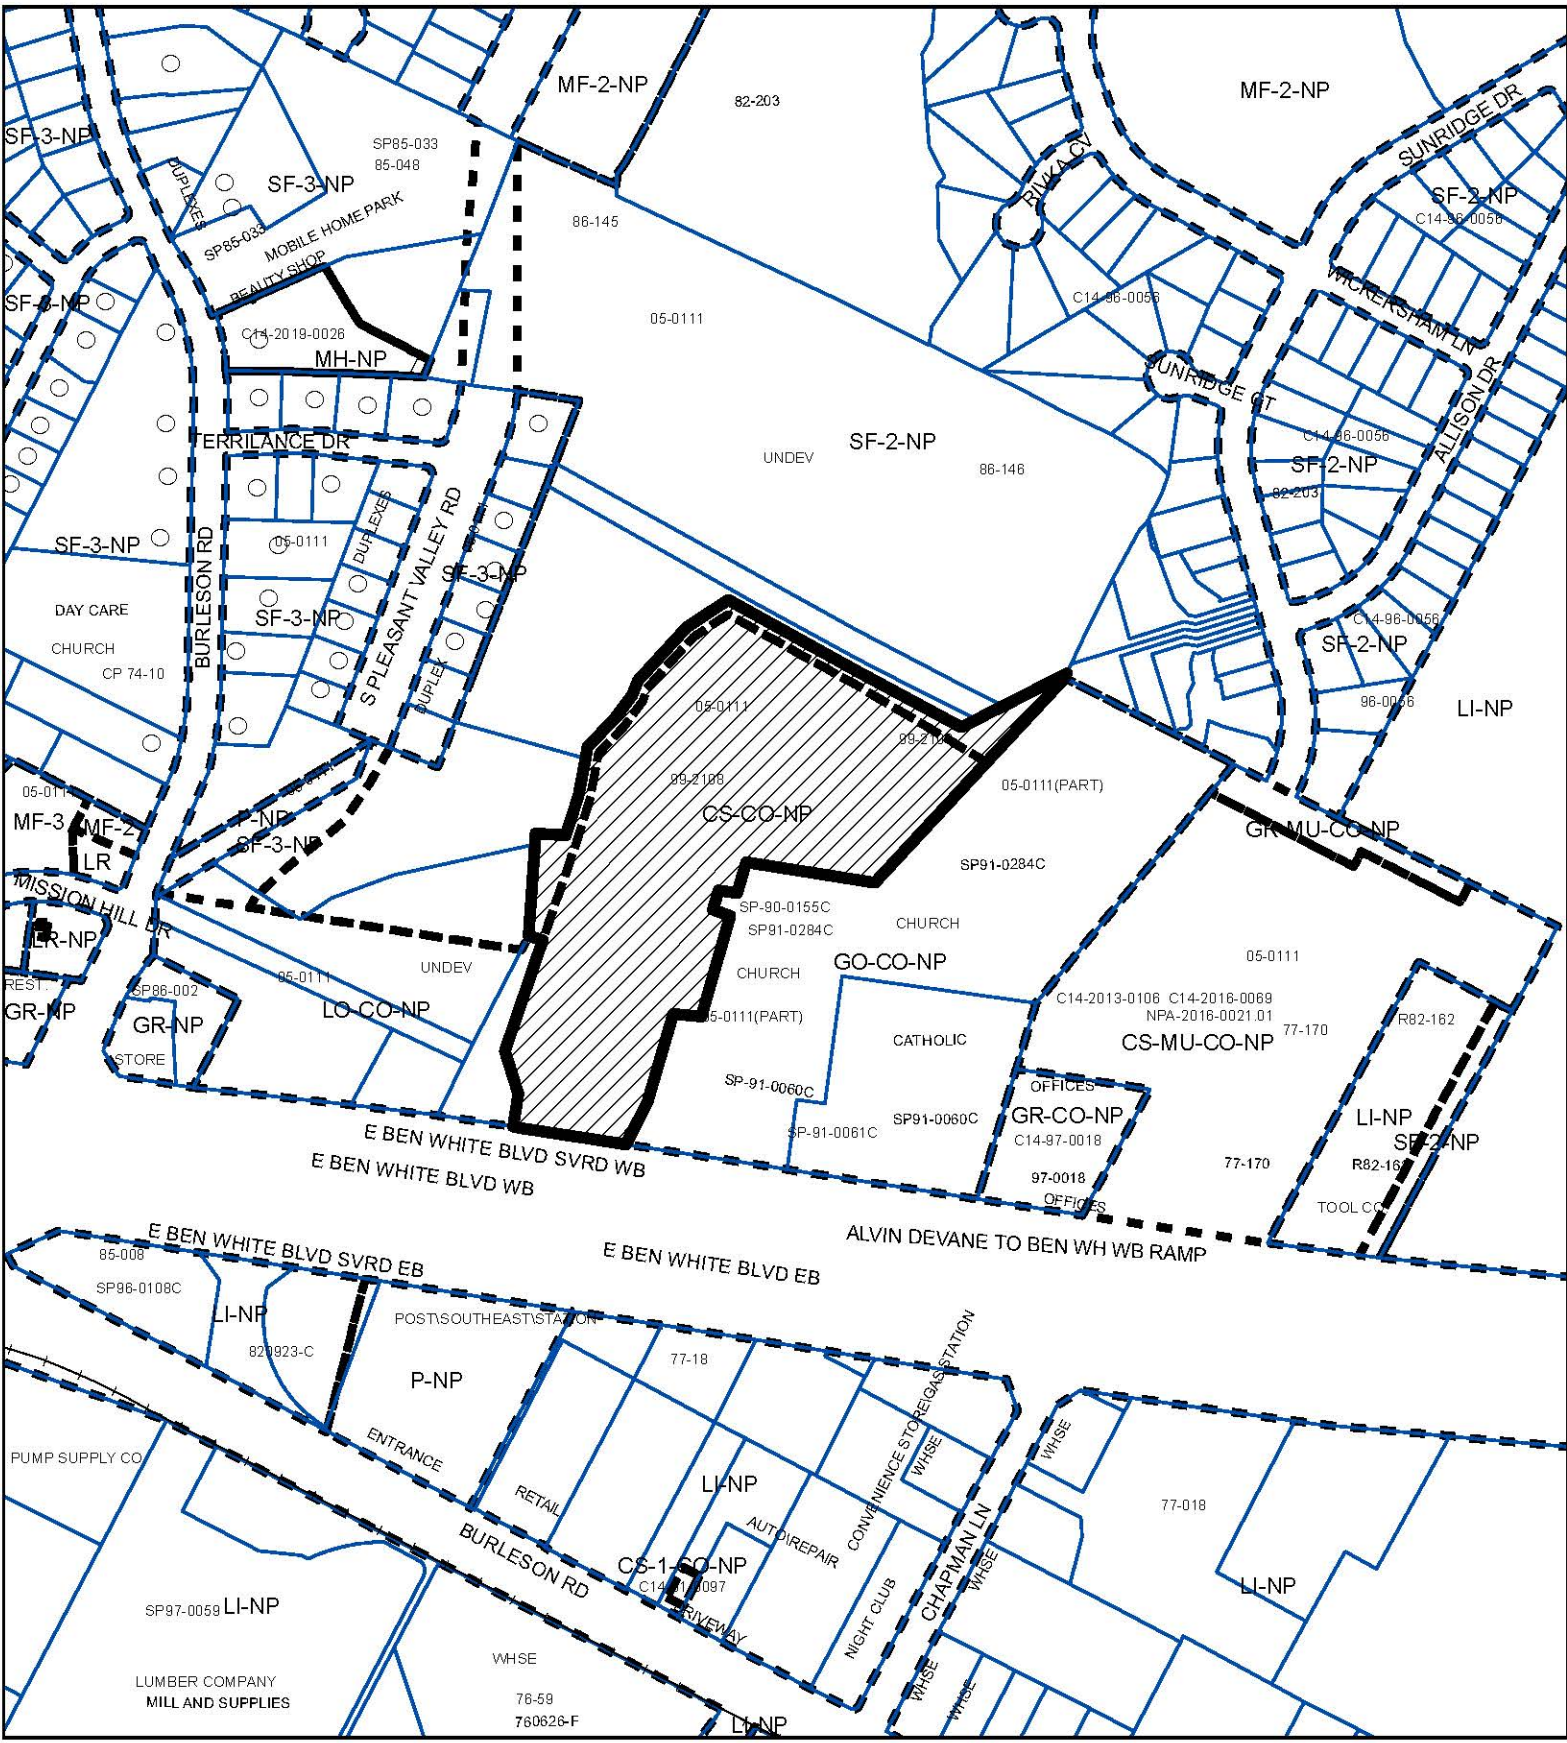 MF-2-NP
82-203
MF-2-NP
SUNRIDGE DR
SF-3-NP
SP85-033
85-048
RIVKA CV
DUPLEXES
SF-3-NP
SF-2-NP
C14-96-0056
86-145
SP85-033
MOBILE HOME PARK
BEAUTY SHOP
SF-3-NP
C14-96-0056
WICKERSHAM LN
05-0111
C14-2019-0026
MH-NP
SUNRIDGE CT
ALLISON DR
TERRILANCE DR
SF-2-NP
C14-96-0056
UNDEV
86-146
SF-2-NP
82-203
DUPLEXES
S PLEASANT VALLEY RD
BURLESON RD
SF-3-NP
05-0111
SF-3-NP
DAY CARE
SF-3-NP
C14-96-0056
CHURCH
SF-2-NP
CP 74-10
DUPLEX
05-0111
96-0056
LI-NP
99-2108
05-0111(PART)
CS-CO-NP
P-NP
MF-3
MF-2
GR-MU-CO-NP
SF-3-NP
LR
SP91-0284C
MISSION HILL DR
SP-90-0155C
CHURCH
SP91-0284C
LR-NP
05-0111
GO-CO-NP
UNDEV
CHURCH
05-0111
REST.
SP86-002
C14-2013-0106 C14-2016-0069
NPA-2016-0021.01
GR-NP
LO-CO-NP
05-0111(PART)
R82-162
GR-NP
77-170
CATHOLIC
CS-MU-CO-NP
STORE
SP-91-0060C
OFFICES
GR-CO-NP
LI-NP
SP91-0060C
SP-91-0061C
C14-97-0018
SF-2-NP
E BEN WHITE BLVD SVRD WB
E BEN WHITE BLVD WB
77-170
R82-162
97-0018
OFFICES
TOOL CO
ALVIN DEVANE TO BEN WH WB RAMP
E BEN WHITE BLVD SVRD EB
E BEN WHITE BLVD EB
85-008
SP96-0108C
LI-NP
POST\SOUTHEAST\STATION
820923-C
77-18
P-NP
CONVENIENCE STORE\GAS STATION
WHSE
WHSE
ENTRANCE
PUMP SUPPLY CO
LI-NP
RETAIL
77-018
AUTO\REPAIR
BURLESON RD
CHAPMAN LN
CS-1-CO-NP
WHSE
LI-NP
DRIVEWAY
NIGHT CLUB
SP97-0059
LI-NP
WHSE
WHSE
WHSE
LUMBER COMPANY
MILL AND SUPPLIES
76-59
760626-F
LI-NP